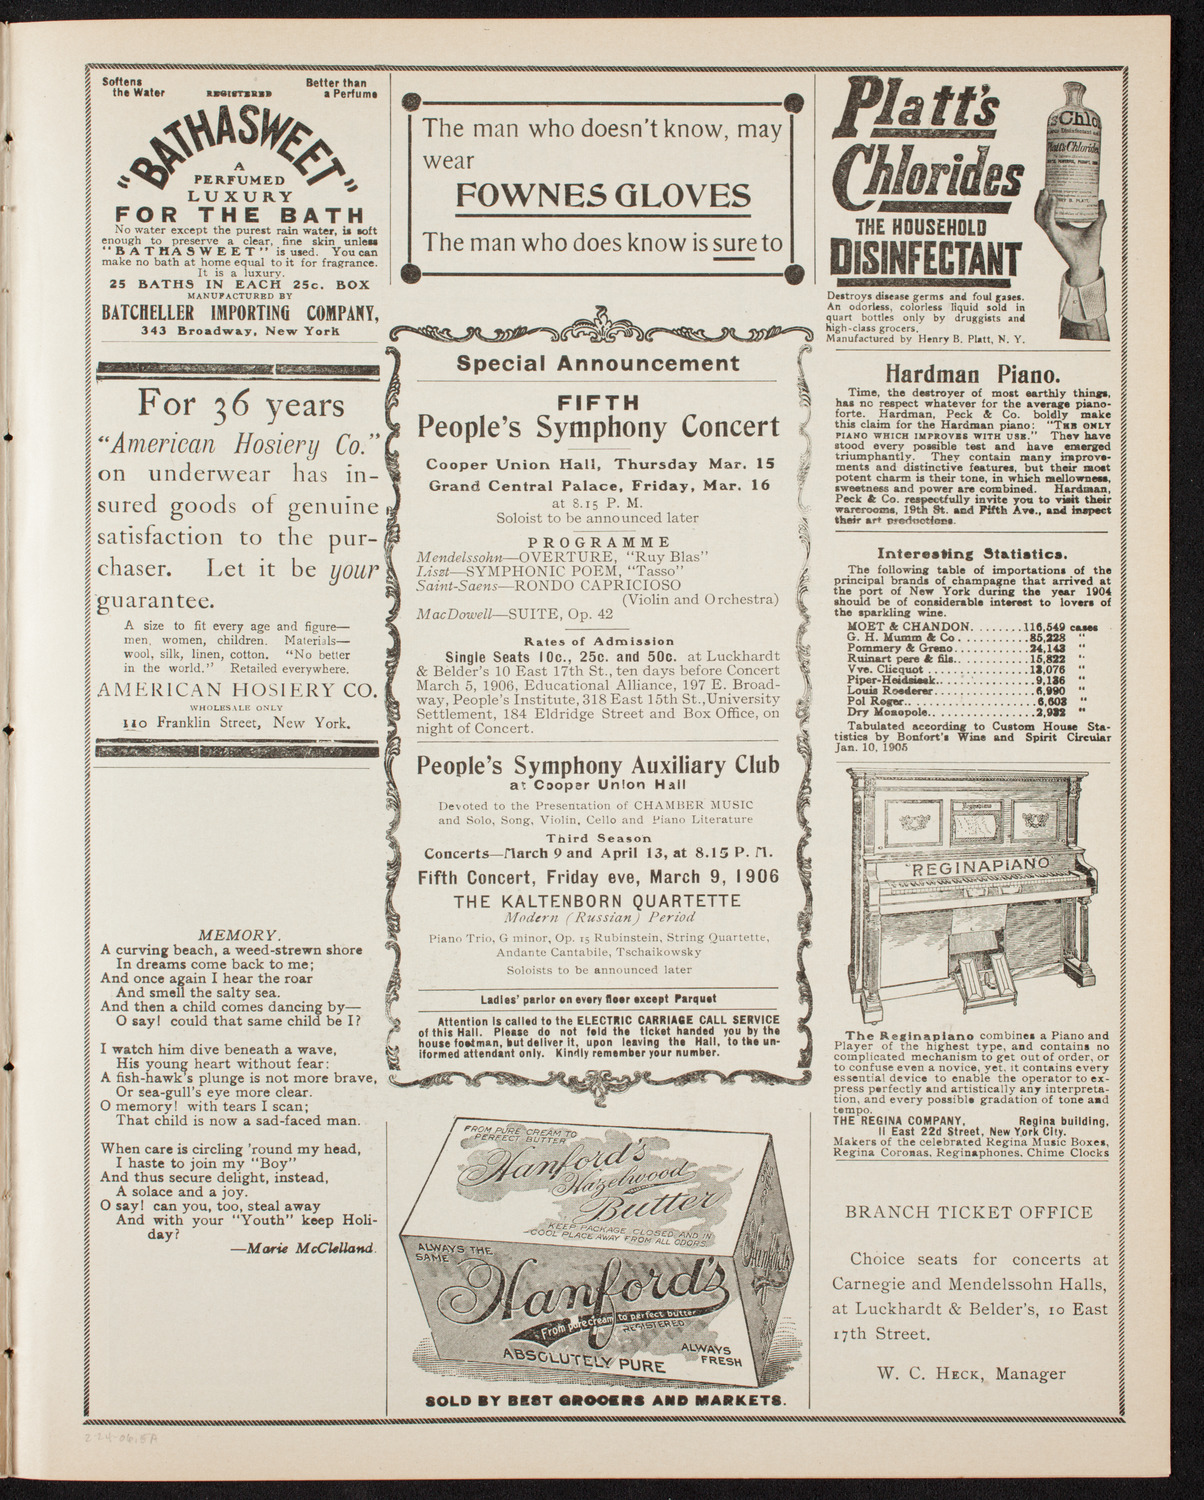 Softens
the Water
REGISTERED
Better than
a Perfume
"BATHASWEET"
A
PERFUMED
LUXURY
FOR THE BATH
No water except the purest rain water, is soft
enough to preserve a clear, fine skin unless
"BATHASWEET" is used. You can
make no bath at home equal to it for fragrance.
It is a luxury.
25 BATHS IN EACH 25c. BOX
MANUFACTURED BY
BATCHELLER IMPORTING COMPANY,
343 Broadway, New York
For 36 years
"American Hosiery Co."
on underwear has in-
sured goods of genuine
satisfaction to the pur-
chaser. Let it be your
guarantee.
A size to fit every age and figure—
men, women, children. Materials—
wool, silk, linen, cotton. "No better
in the world." Retailed everywhere.
AMERICAN HOSIERY CO.
WHOLESALE ONLY
110 Franklin Street, New York.
MEMORY.
A curving beach, a weed-strewn shore
In dreams come back to me;
And once again I hear the roar
And smell the salty sea.
And then a child comes dancing by—
O say! could that same child be I?
I watch him dive beneath a wave,
His young heart without fear:
A fish-hawk's plunge is not more brave,
Or sea-gull's eye more clear.
O memory! with tears I scan;
That child is now a sad-faced man.
When care is circling 'round my head,
I haste to join my "Boy"
And thus secure delight, instead,
A solace and a joy.
O say! can you, too, steal away
And with your "Youth" keep Holi-
day?
—Marie McClelland.
The man who doesn't know, may
wear
FOWNES GLOVES
The man who does know is sure to
Special Announcement
FIFTH
People's Symphony Concert
Cooper Union Hall, Thursday Mar. 15
Grand Central Palace, Friday, Mar. 16
at 8.15 P. M.
Soloist to be announced later
PROGRAMME
Mendelssohn—OVERTURE, "Ruy Blas"
Liszt—SYMPHONIC POEM, "Tasso"
Saint-Saens—RONDO CAPRICIOSO
(Violin and Orchestra)
MacDowell—SUITE, Op. 42
Rates of Admission
Single Seats 10c., 25c. and 50c. at Luckhardt
& Belder's 10 East 17th St., ten days before Concert
March 5, 1906, Educational Alliance, 197 E. Broad-
way, People's Institute, 318 East 15th St., University
Settlement, 184 Eldridge Street and Box Office, on
night of Concert.
People's Symphony Auxiliary Club
at Cooper Union Hall
Devoted to the Presentation of CHAMBER MUSIC
and Solo, Song, Violin, Cello and Piano Literature
Third Season
Concerts—March 9 and April 13, at 8.15 P. M.
Fifth Concert, Friday eve, March 9, 1906
THE KALTENBORN QUARTETTE
Modern (Russian) Period
Piano Trio, G minor, Op. 15 Rubinstein, String Quartette,
Andante Cantabile, Tschaikowsky
Soloists to be announced later
Ladies' parlor on every floor except Parquet
Attention is called to the ELECTRIC CARRIAGE CALL SERVICE
of this Hall. Please do not fold the ticket handed you by the
house footman, but deliver it, upon leaving the Hall, to the un-
iformed attendant only. Kindly remember your number.
FROM PURE CREAM TO
PERFECT BUTTER
Hanford's
Hazelwood
Butter
KEEP PACKAGE CLOSED AND IN
COOL PLACE AWAY FROM ALL ODORS
ALWAYS THE
SAME
Hanford's
From pure cream to perfect butter
REGISTERED
ABSOLUTELY PURE
ALWAYS
FRESH
SOLD BY BEST GROCERS AND MARKETS.
Platt's
Chlorides
THE HOUSEHOLD
DISINFECTANT
Destroys disease germs and foul gases.
An odorless, colorless liquid sold in
quart bottles only by druggists and
high-class grocers.
Manufactured by Henry B. Platt, N. Y.
Hardman Piano.
Time, the destroyer of most earthly things,
has no respect whatever for the average piano-
forte. Hardman, Peck & Co. boldly make
this claim for the Hardman piano: "THE ONLY
PIANO WHICH IMPROVES WITH USE." They have
stood every possible test and have emerged
triumphantly. They contain many improve-
ments and distinctive features, but their most
potent charm is their tone, in which mellowness,
sweetness and power are combined. Hardman,
Peck & Co. respectfully invite you to visit their
warerooms, 19th St. and Fifth Ave., and inspect
their art productions.
Interesting Statistics.
The following table of importations of the
principal brands of champagne that arrived at
the port of New York during the year 1904
should be of considerable interest to lovers of
the sparkling wine.
MOET & CHANDON........116,549 cases
G. H. Mumm & Co..........85,228 "
Pommery & Greno...........24,143 "
Ruinart pere & fils............15,822 "
Vve. Clicquot................13,076 "
Piper-Heidsieck..............9,136 "
Louis Roederer...............6,990 "
Pol Roger....................6,603 "
Dry Monopole................2,932 "
Tabulated according to Custom House Sta-
tistics by Bonfort's Wine and Spirit Circular
Jan. 10, 1905
REGINAPIANO
The Reginapiano combines a Piano and
Player of the highest type, and contains no
complicated mechanism to get out of order, or
to confuse even a novice, yet, it contains every
essential device to enable the operator to ex-
press perfectly and artistically any interpreta-
tion, and every possible gradation of tone and
tempo.
THE REGINA COMPANY, Regina building,
11 East 22d Street, New York City.
Makers of the celebrated Regina Music Boxes,
Regina Coronas, Reginaphones, Chime Clocks
BRANCH TICKET OFFICE
Choice seats for concerts at
Carnegie and Mendelssohn Halls,
at Luckhardt & Belder's, 10 East
17th Street.
W. C. HECK, Manager